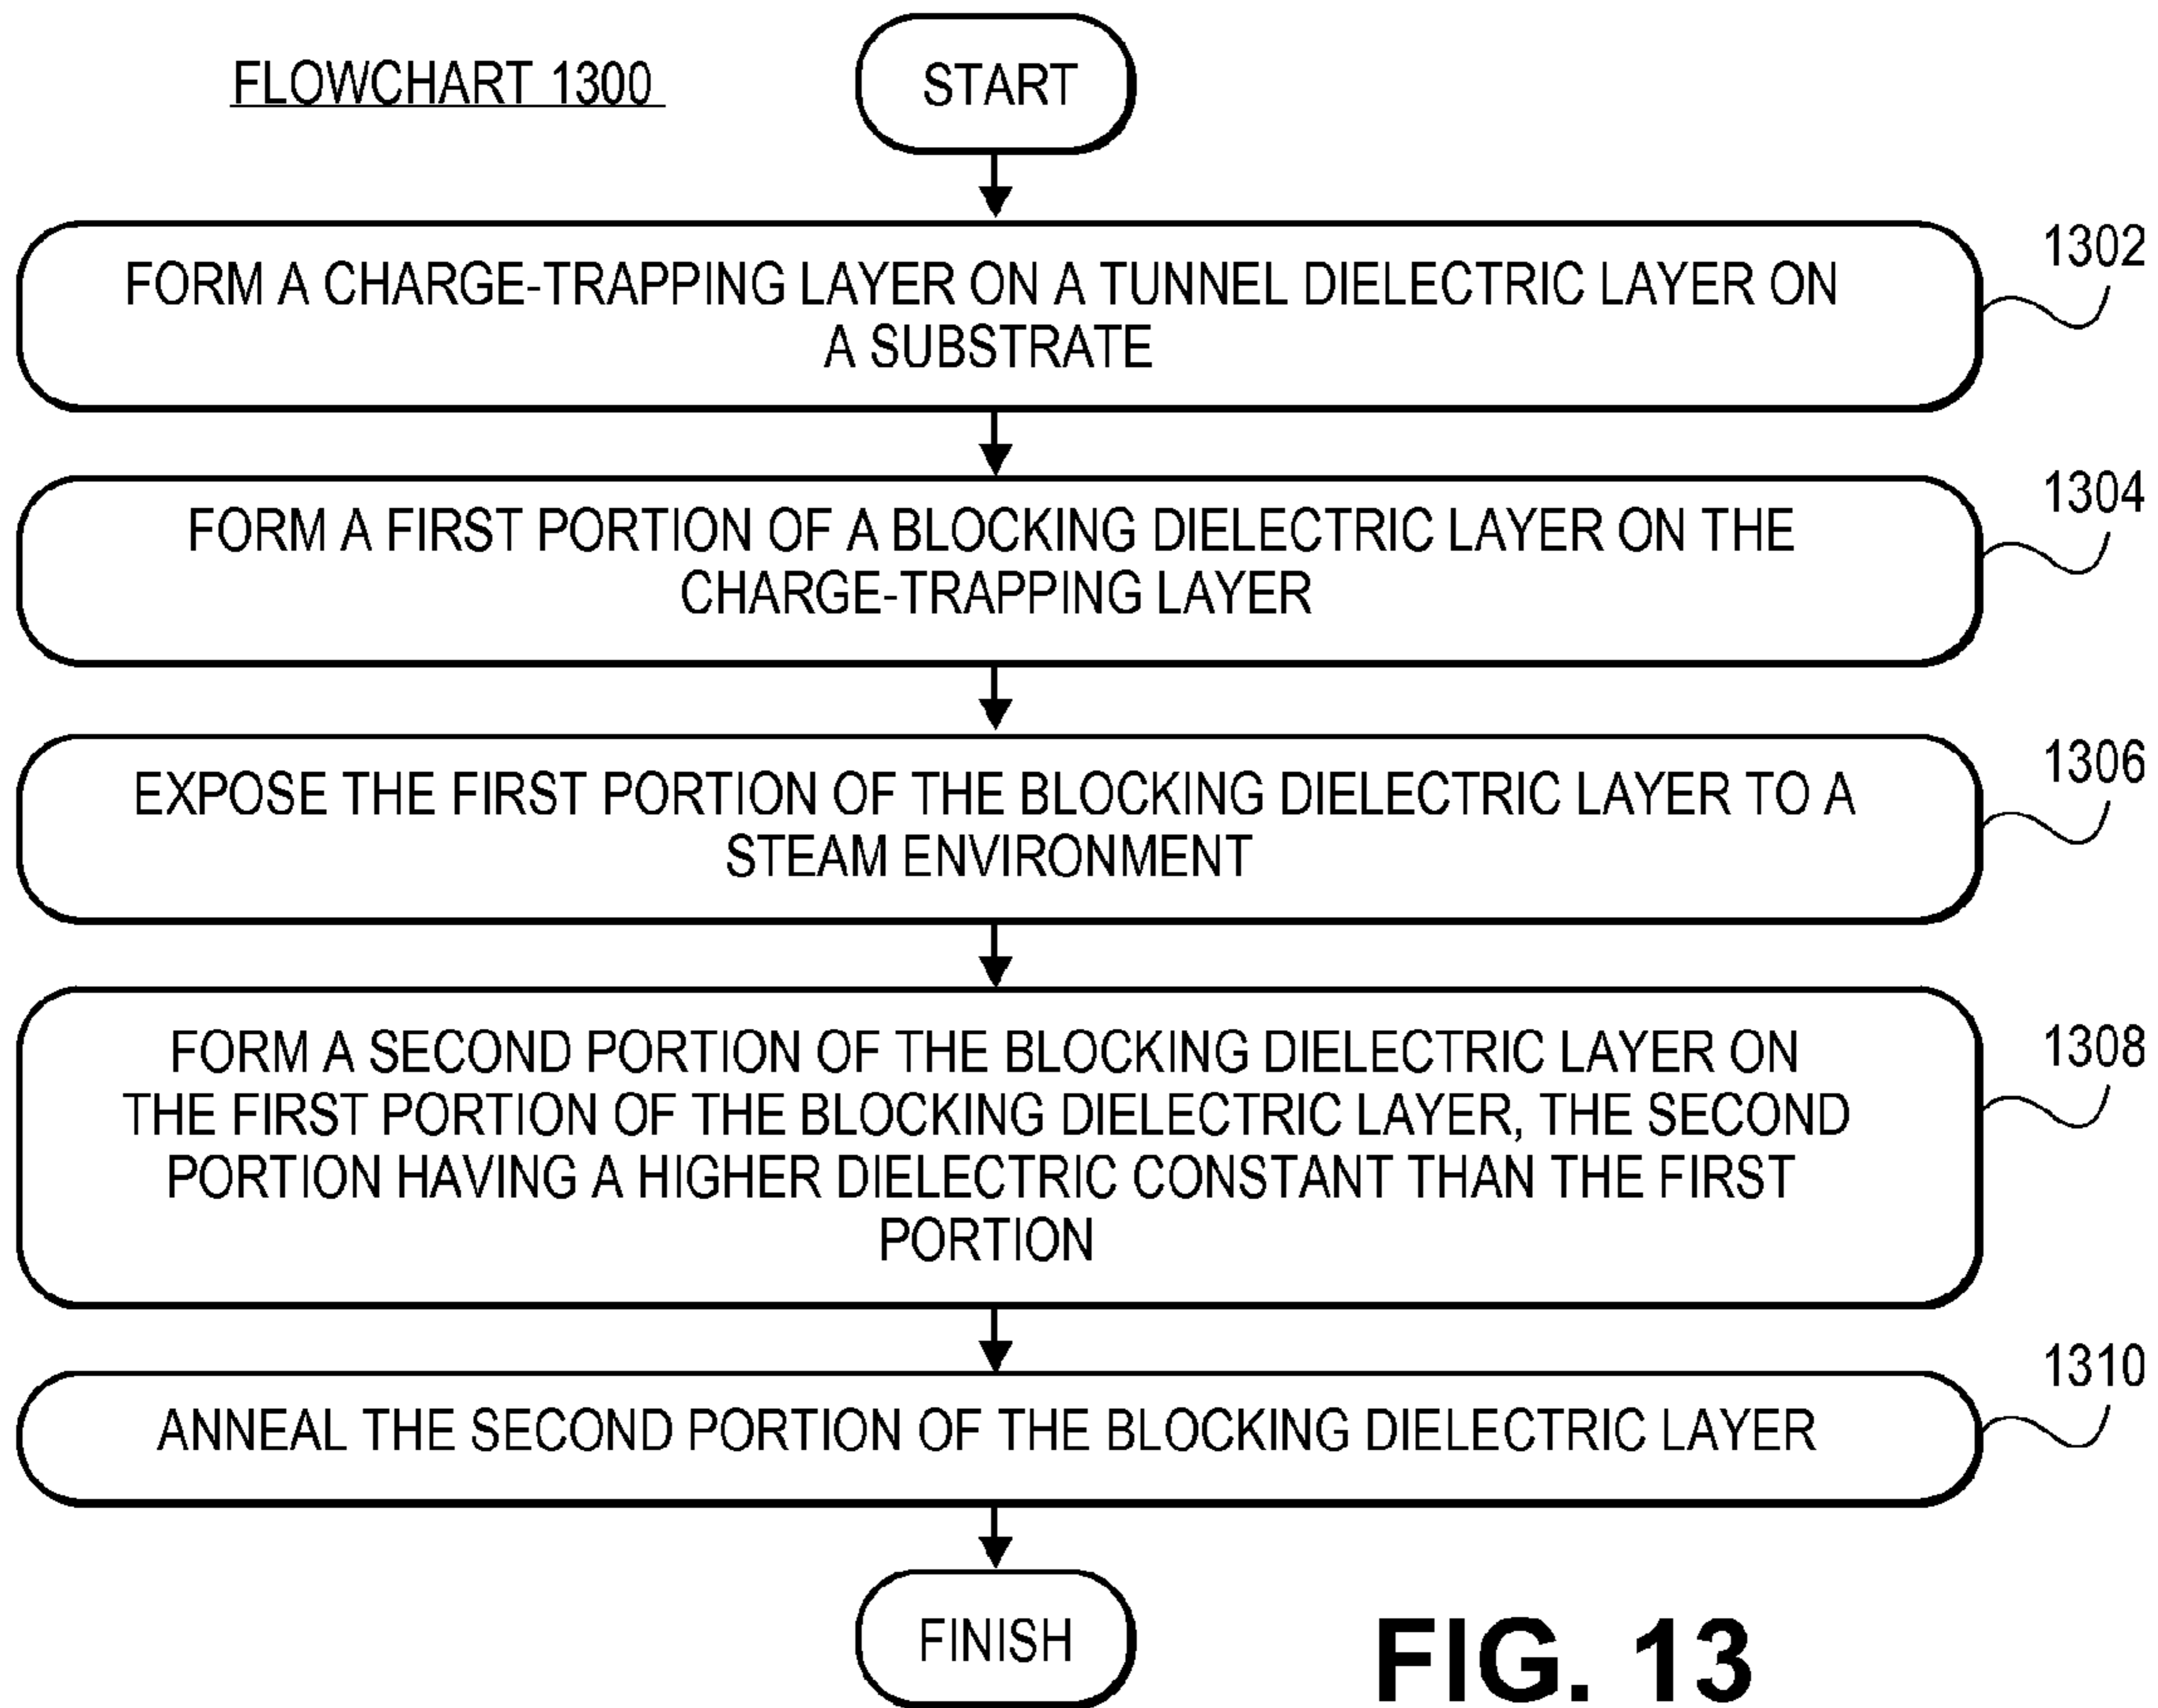 FLOWCHART 1300
START
1302
FORM A CHARGE-TRAPPING LAYER ON A TUNNEL DIELECTRIC LAYER ON
A SUBSTRATE
1304
FORM A FIRST PORTION OF A BLOCKING DIELECTRIC LAYER ON THE
CHARGE-TRAPPING LAYER
1306
EXPOSE THE FIRST PORTION OF THE BLOCKING DIELECTRIC LAYER TO A
STEAM ENVIRONMENT
1308
FORM A SECOND PORTION OF THE BLOCKING DIELECTRIC LAYER ON
THE FIRST PORTION OF THE BLOCKING DIELECTRIC LAYER, THE SECOND
PORTION HAVING A HIGHER DIELECTRIC CONSTANT THAN THE FIRST
PORTION
1310
ANNEAL THE SECOND PORTION OF THE BLOCKING DIELECTRIC LAYER
FINISH
FIG. 13